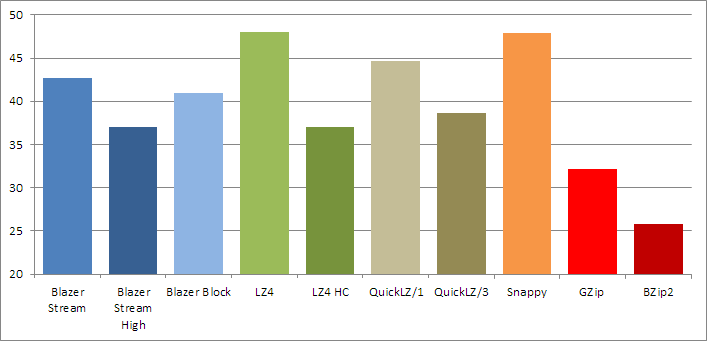 50
45
40
35
30
25
20
Blazer Stream
Blazer Stream High
Blazer Block
LZ4
LZ4 HC
QuickLZ/1
QuickLZ/3
Snappy
GZip
BZip2